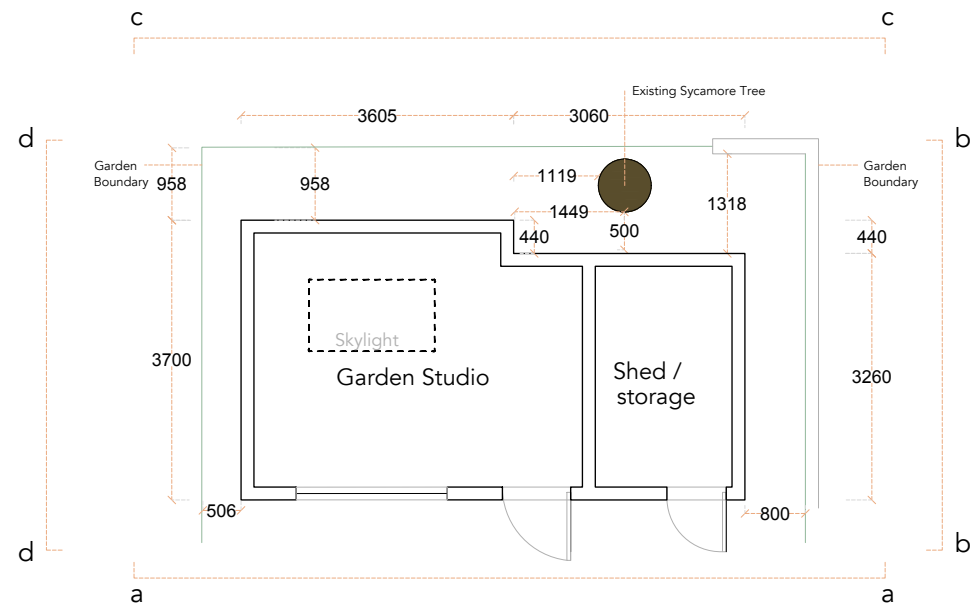 c
c
Existing Sycamore Tree
3605
3060
d
b
Garden
Boundary
Garden
Boundary
958
958
1119
1318
1449
440
500
440
3700
Skylight
Garden Studio
Shed /
storage
3260
506
800
d
b
a
a